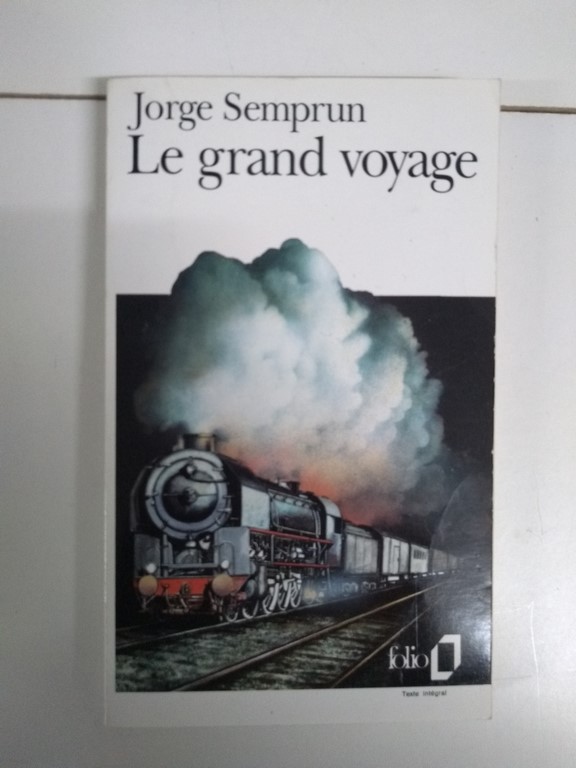 Jorge Semprun
Le grand voyage
folio
Texte intégral